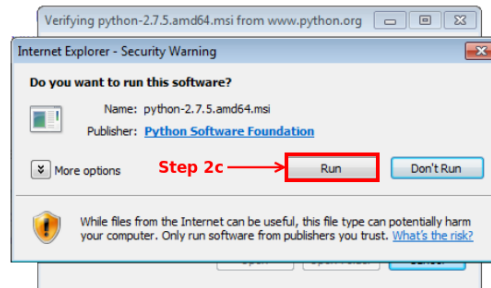 Verifying python-2.7.5.amd64.msi from www.python.org
Internet Explorer - Security Warning
Do you want to run this software?
Name: python-2.7.5.amd64.msi
Publisher: Python Software Foundation
More options
Step 2c
Run
Don't Run
While files from the Internet can be useful, this file type can potentially harm
your computer. Only run software from publishers you trust. What's the risk?